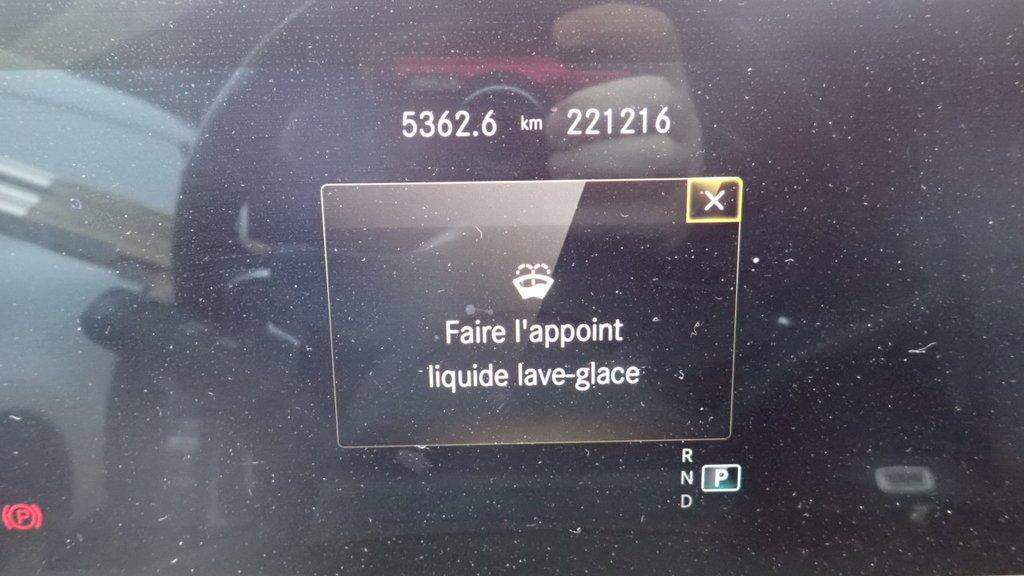 5362.6 km 221216
Faire l'appoint
liquide lave-glace
R
N P
D
P